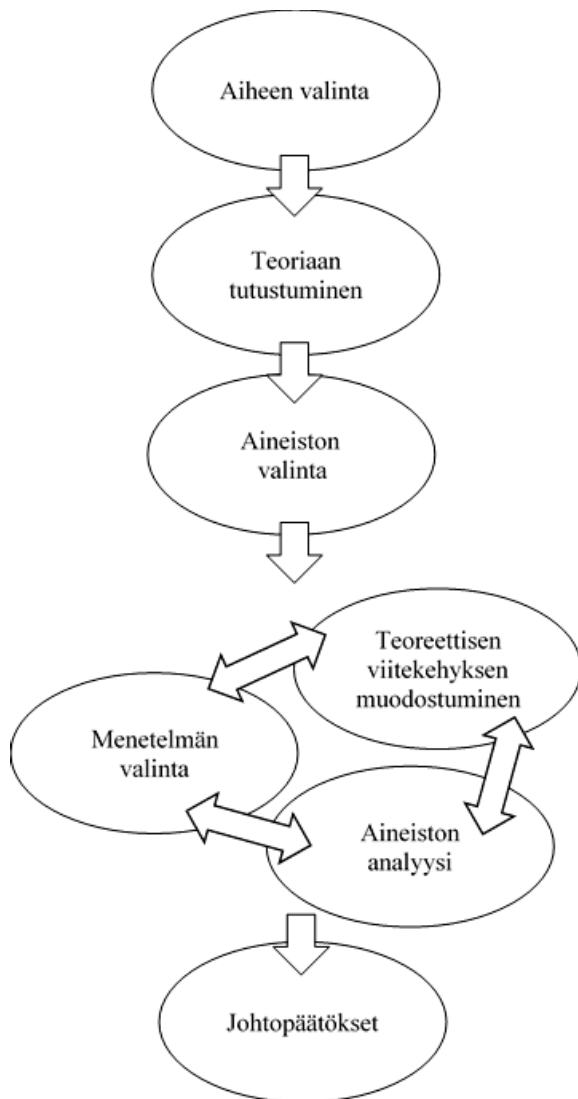 Aiheen valinta
Teoriaan
tutustuminen
Aineiston
valinta
Teoreettisen
viitekehyksen
muodostuminen
Menetelmän
valinta
Aineiston
analyysi
Johtopäätökset